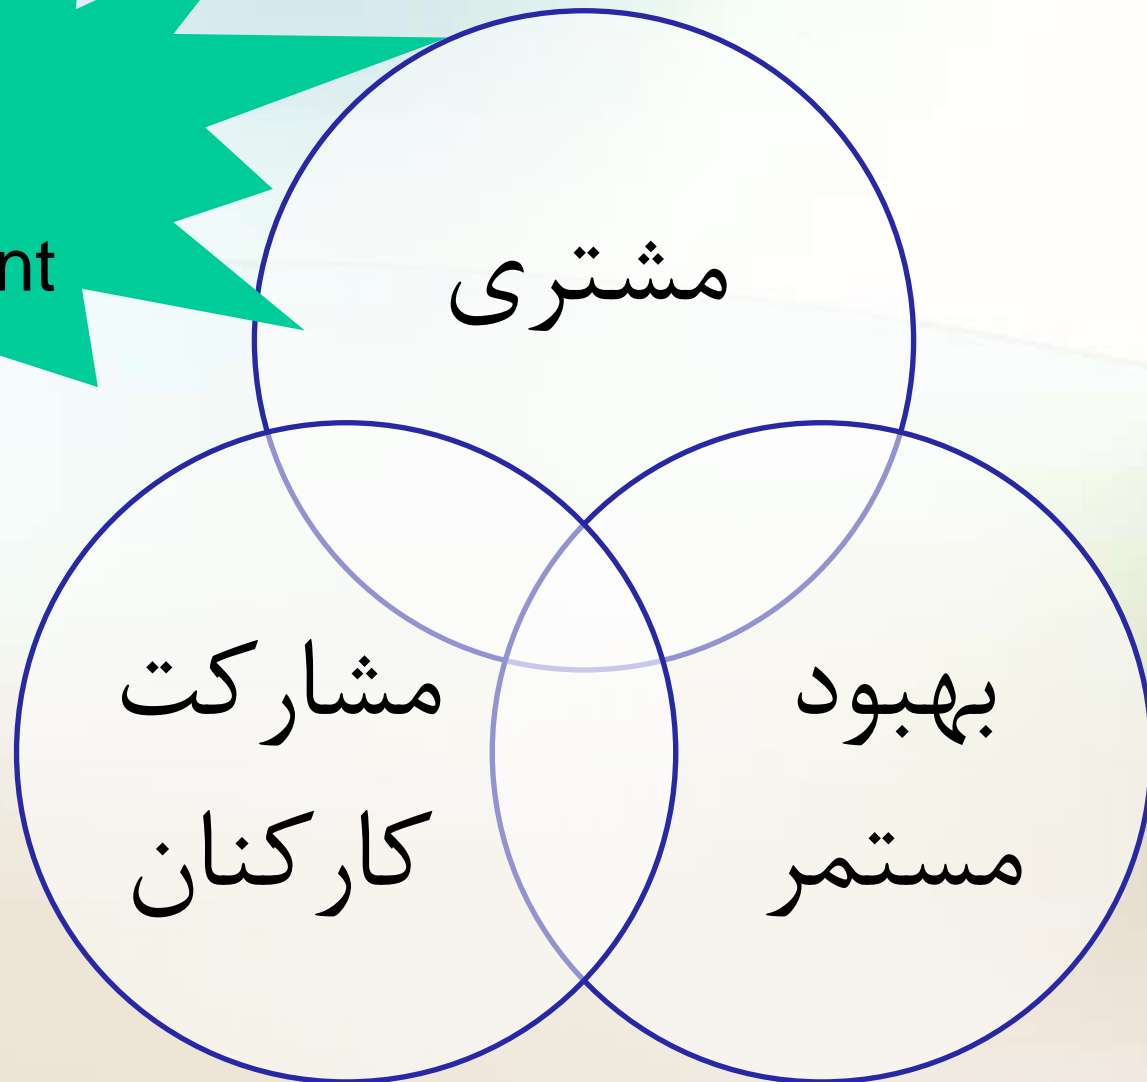 nt
مشتری
مشارکت
کارکنان
بهبود
مستمر